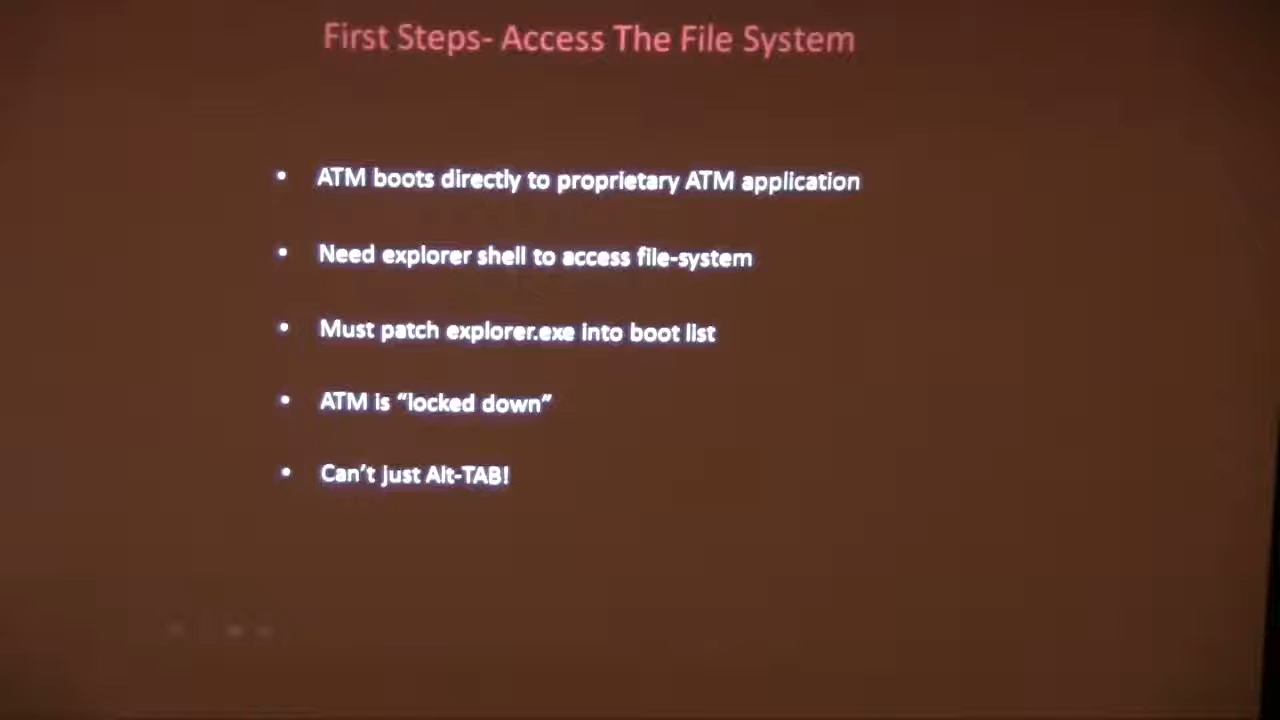 First Steps- Access The File System
• ATM boots directly to proprietary ATM application
• Need explorer shell to access file-system
• Must patch explorer.exe into boot list
• ATM is “locked down”
• Can’t just Alt-TAB!